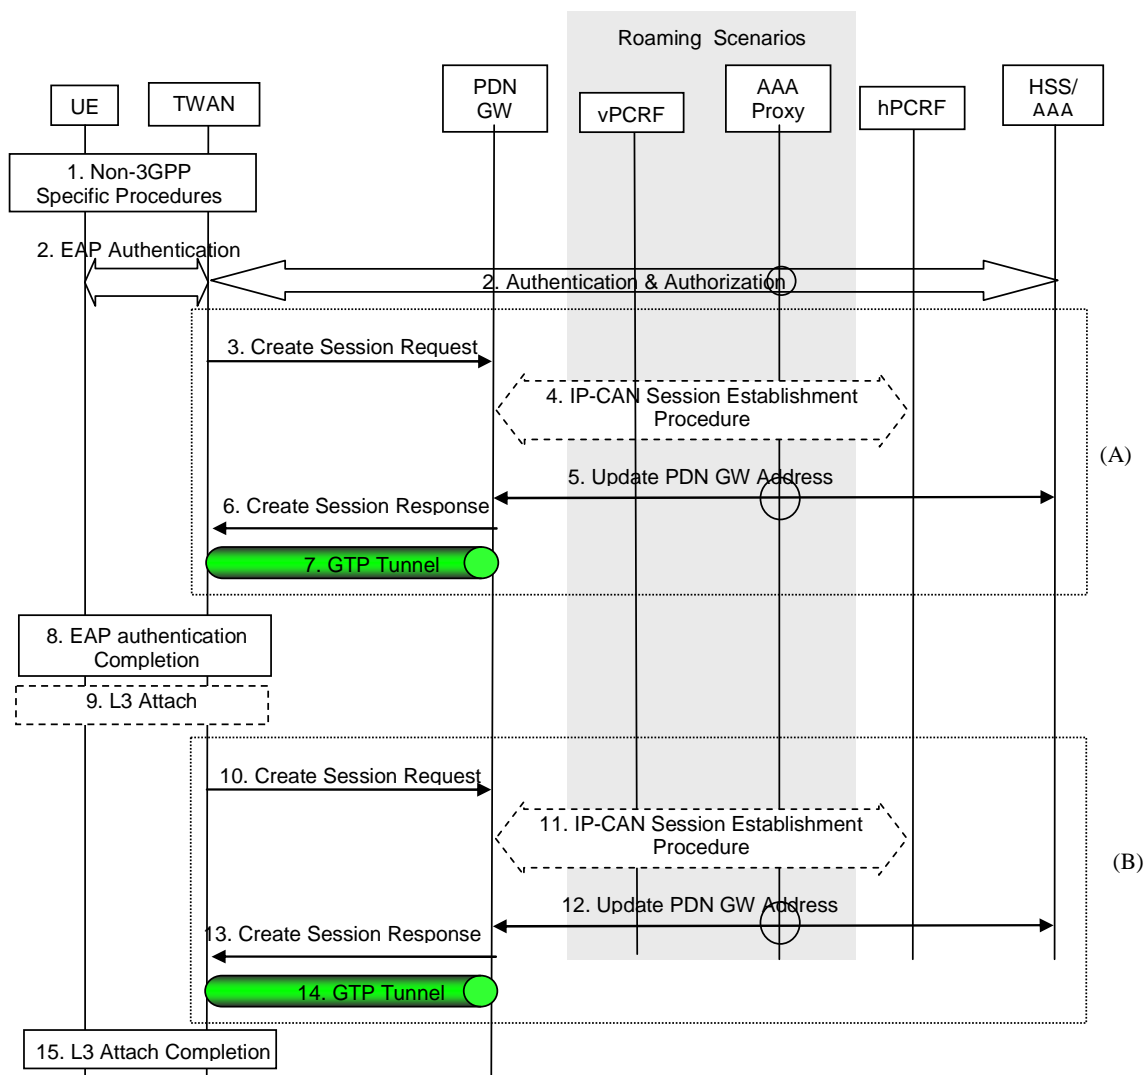 Roaming Scenarios
UE
TWAN
PDN
GW
vPCRF
AAA
Proxy
hPCRF
HSS/
AAA
1. Non-3GPP
Specific Procedures
2. EAP Authentication
2. Authentication & Authorization
3. Create Session Request
4. IP-CAN Session Establishment
Procedure
(A)
5. Update PDN GW Address
6. Create Session Response
7. GTP Tunnel
8. EAP authentication
Completion
9. L3 Attach
10. Create Session Request
11. IP-CAN Session Establishment
Procedure
(B)
12. Update PDN GW Address
13. Create Session Response
14. GTP Tunnel
15. L3 Attach Completion